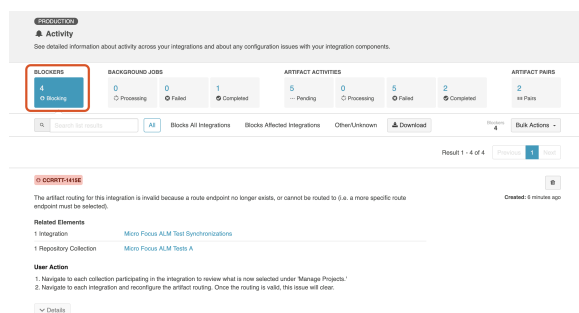 PRODUCTION
Activity
See detailed information about activity across your integrations and about any configuration issues with your integration components.
BLOCKERS BACKGROUND JOBS ARTIFACT ACTIVITIES ARTIFACT PAIRS
4 0 0 1 5 0 5 2 2
Blocking Processing Failed Completed Pending Processing Failed Completed Pairs
Search list results All Blocks All Integrations Blocks Affected Integrations Other/Unknown Download Blockers 4 Bulk Actions
Result 1 - 4 of 4 Previous 1 Next
CCRRTT-1415E
The artifact routing for this integration is invalid because a route endpoint no longer exists, or cannot be routed to (i.e. a more specific route Created: 6 minutes ago
endpoint must be selected).
Related Elements
1 Integration Micro Focus ALM Test Synchronizations
1 Repository Collection Micro Focus ALM Tests A
User Action
1. Navigate to each collection participating in the integration to review what is now selected under 'Manage Projects.'
2. Navigate to each integration and reconfigure the artifact routing. Once the routing is valid, this issue will clear.
Details